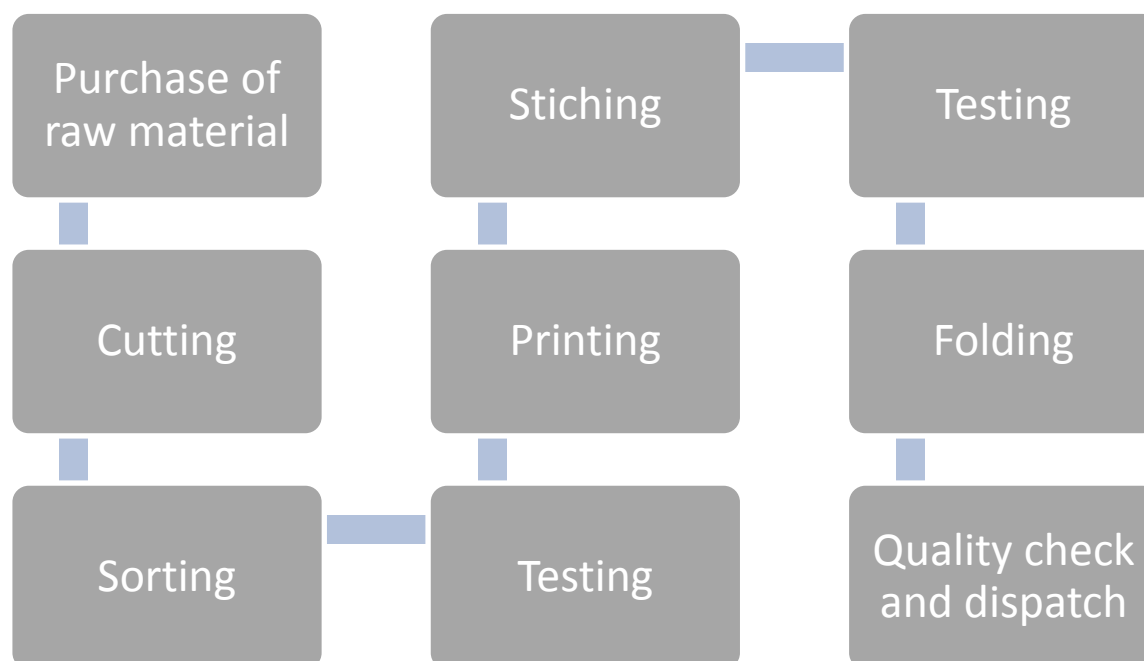 Purchase of
raw material
Cutting
Sorting
Testing
Printing
Stiching
Testing
Folding
Quality check
and dispatch